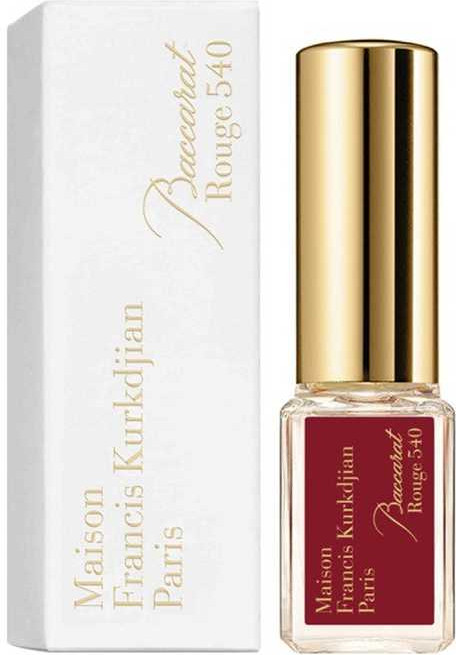 Maison
Francis Kurkdjian
Paris
Baccarat
Rouge 540
Maison
Francis Kurkdjian
Paris
Baccarat
Rouge 540